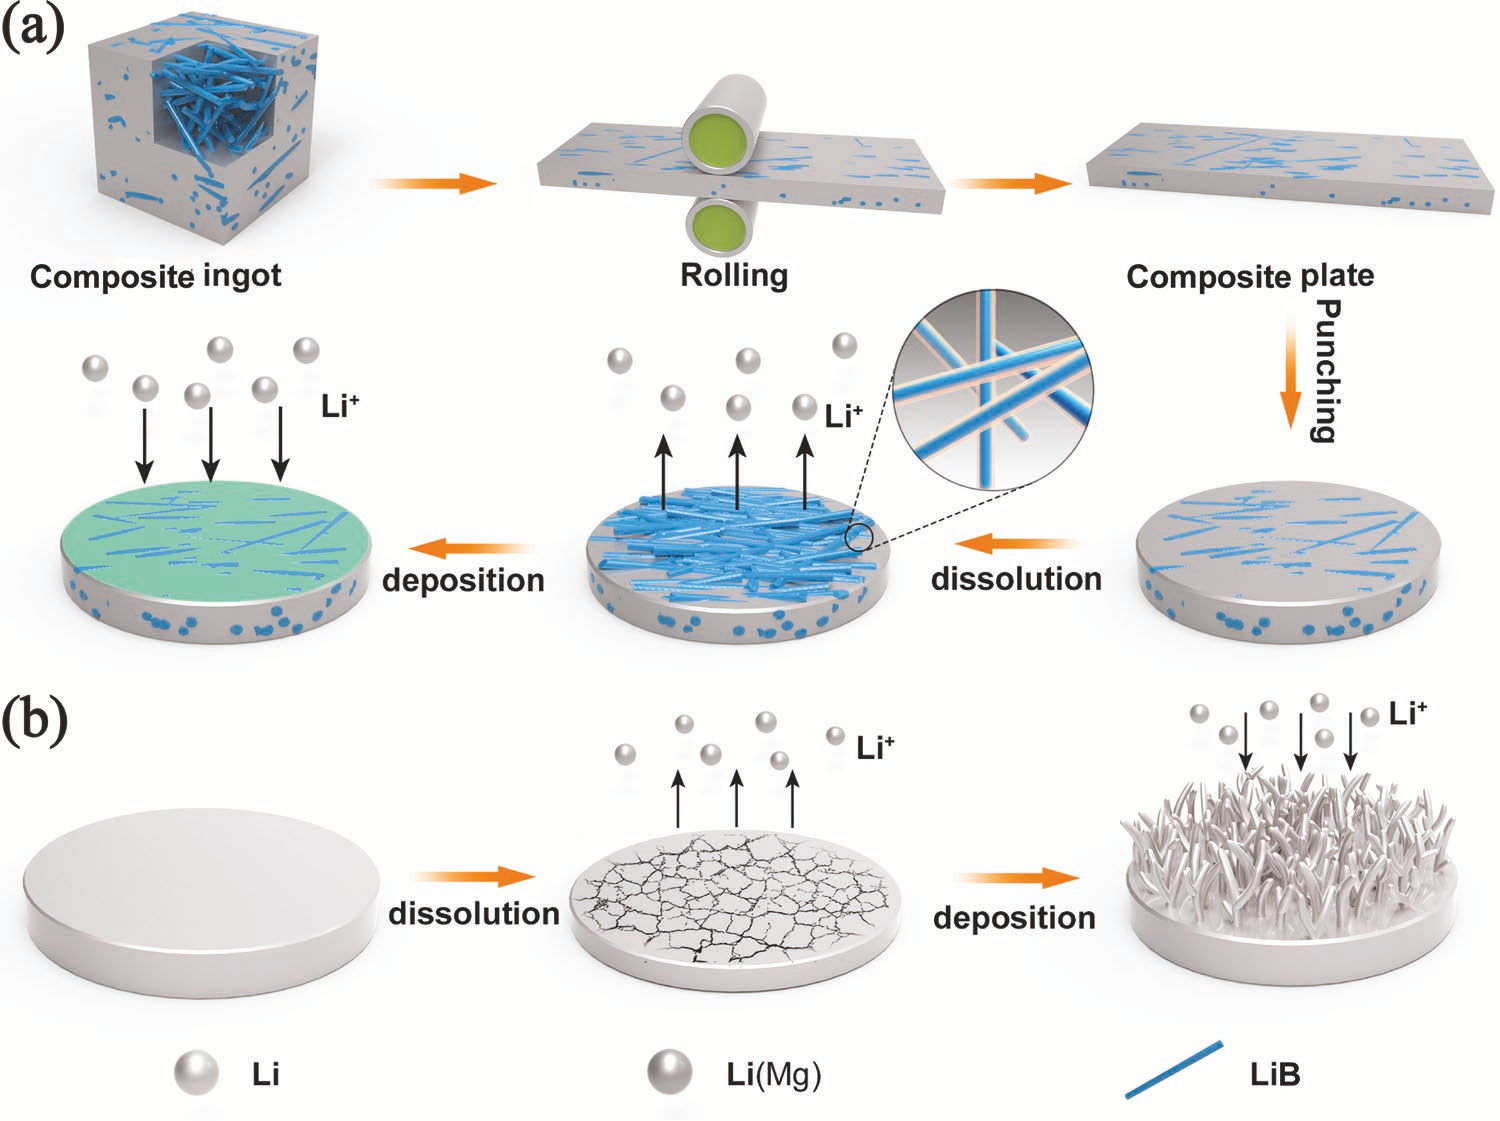 (a)
Composite ingot
Rolling
Composite plate
Punching
Li⁺
Li⁺
deposition
dissolution
(b)
Li⁺
Li⁺
dissolution
deposition
Li
Li(Mg)
LiB